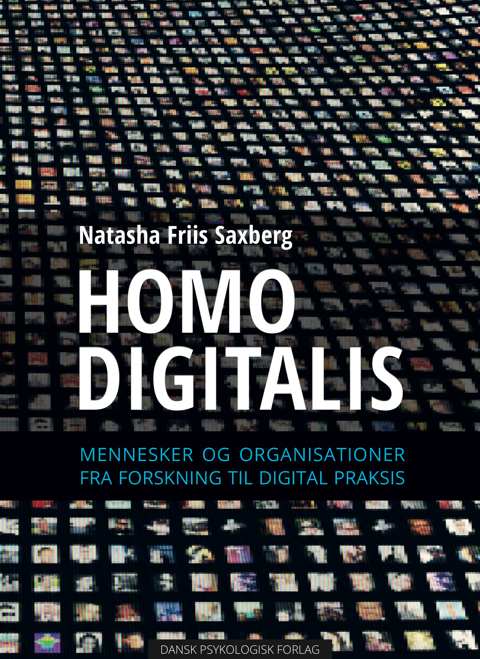 Natasha Friis Saxberg
HOMO
DIGITALIS
MENNESKER OG ORGANISATIONER
FRA FORSKNING TIL DIGITAL PRAKSIS
DANSK PSYKOLOGISK FORLAG